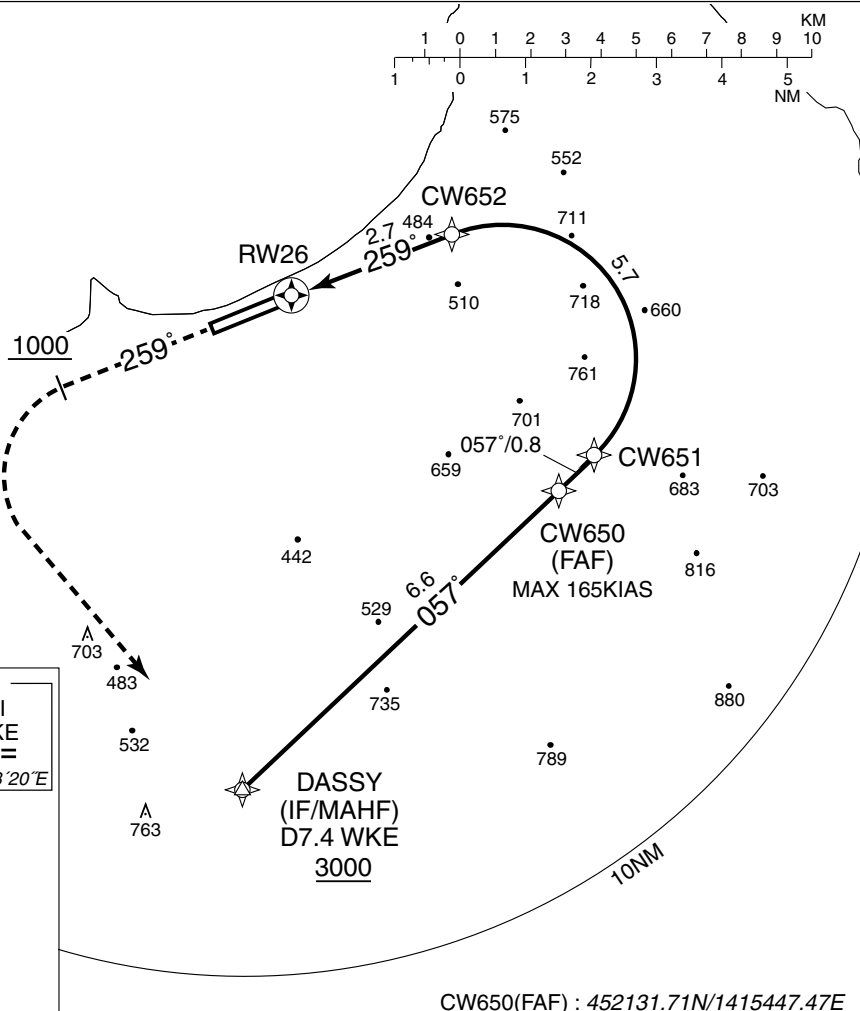 KM
1 0 1 2 3 4 5 6 7 8 9 10
1 0 1 2 3 4 5
NM
575
552
CW652
484
2.7
259°
711
RW26
5.7
510
718
660
1000
259°
761
701
057°/0.8
659
CW651
683
703
CW650
(FAF)
MAX 165KIAS
442
816
6.6
057°
529
703
483
735
880
532
789
763
DASSY
(IF/MAHF)
D7.4 WKE
3000
10NM
=
20˝E
CW650(FAF) : 452131.71N/1415447.47E